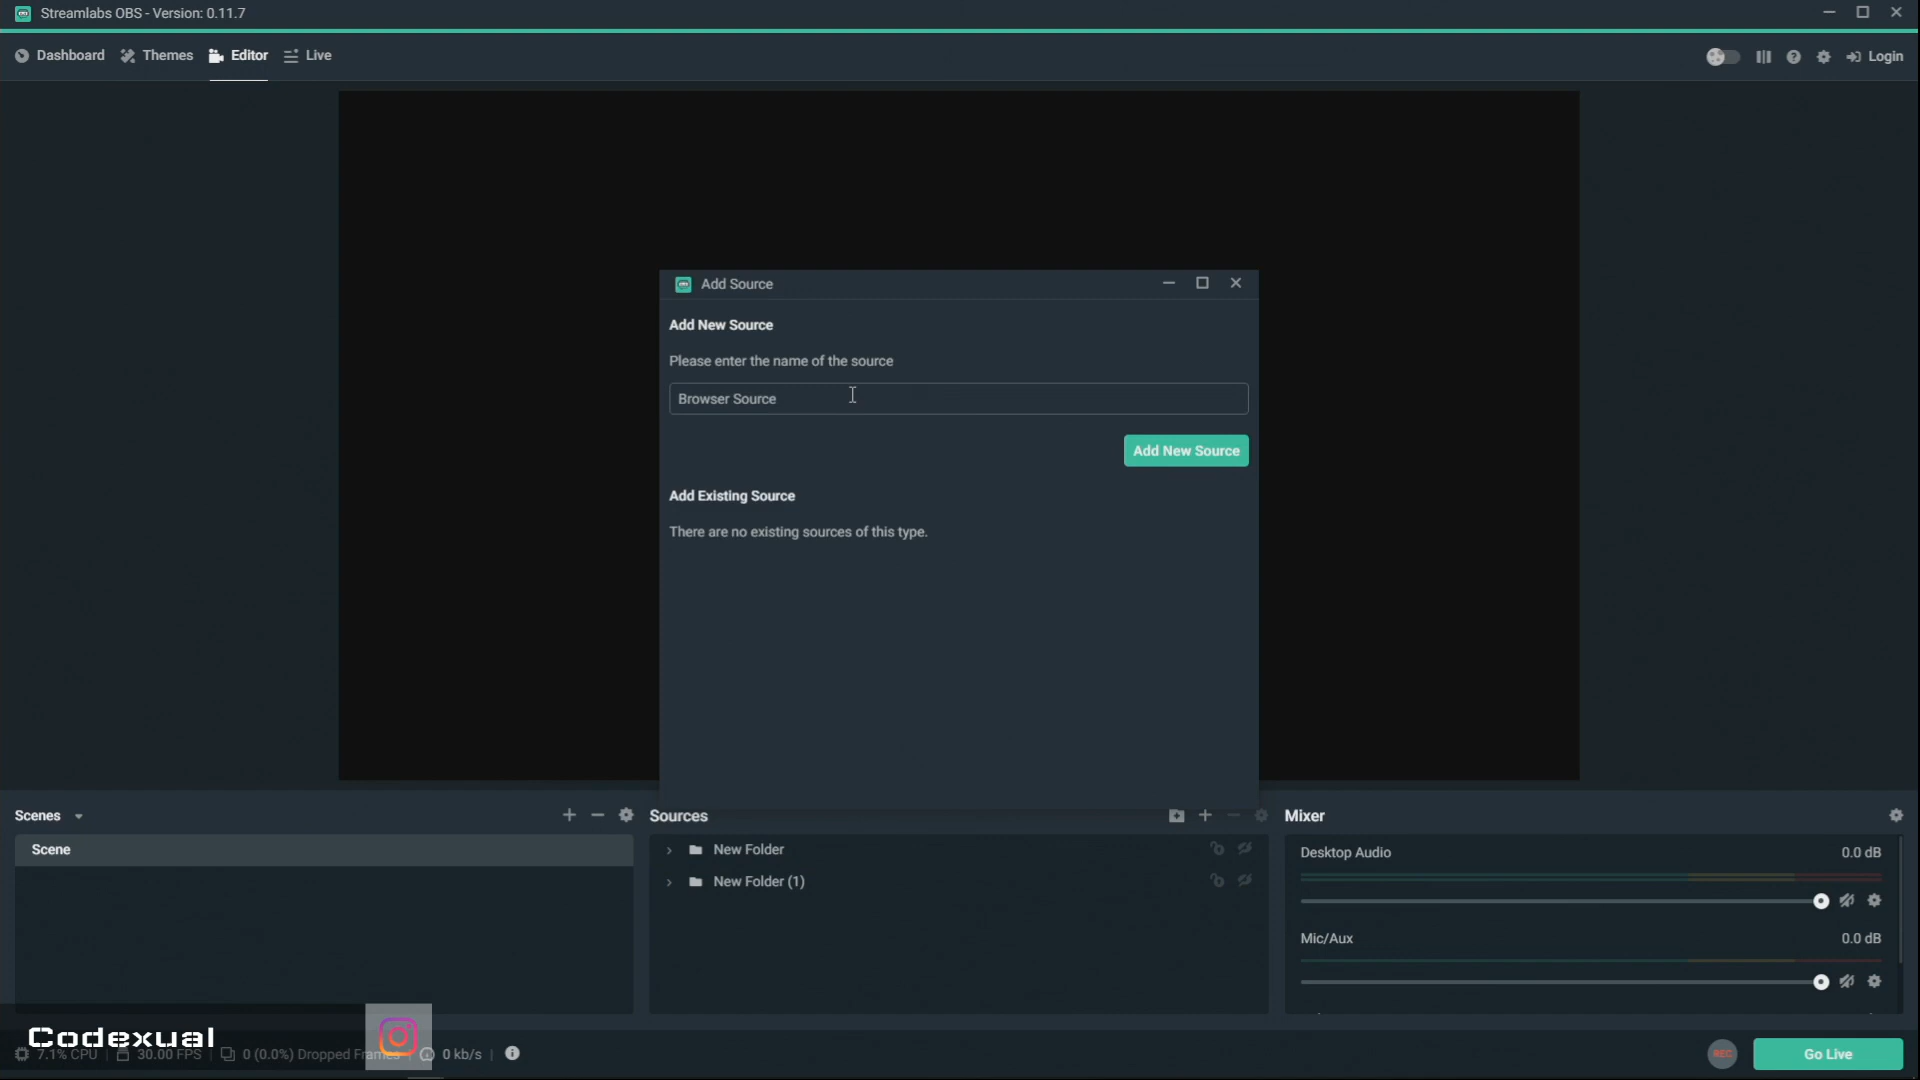 Streamlabs OBS - Version: 0.11.7
Dashboard Themes Editor Live Login
Add Source
Add New Source
Please enter the name of the source
Browser Source
Add New Source
Add Existing Source
There are no existing sources of this type.
Scenes
Scene
Sources
New Folder
New Folder (1)
Mixer
Desktop Audio 0.0 dB
Mic/Aux 0.0 dB
Codexual
7.1% CPU 30.00 FPS 0 (0.0%) Dropped Frames 0 kb/s
REC
Go Live